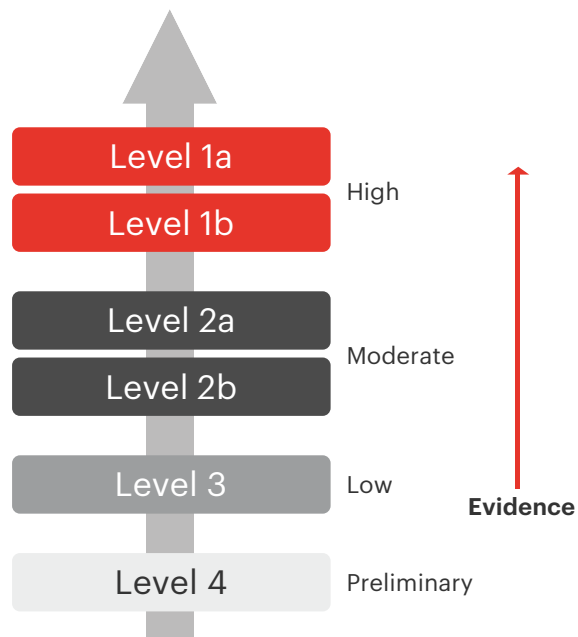 Level 1a
High
Level 1b
Level 2a
Moderate
Level 2b
Level 3
Low
Evidence
Level 4
Preliminary